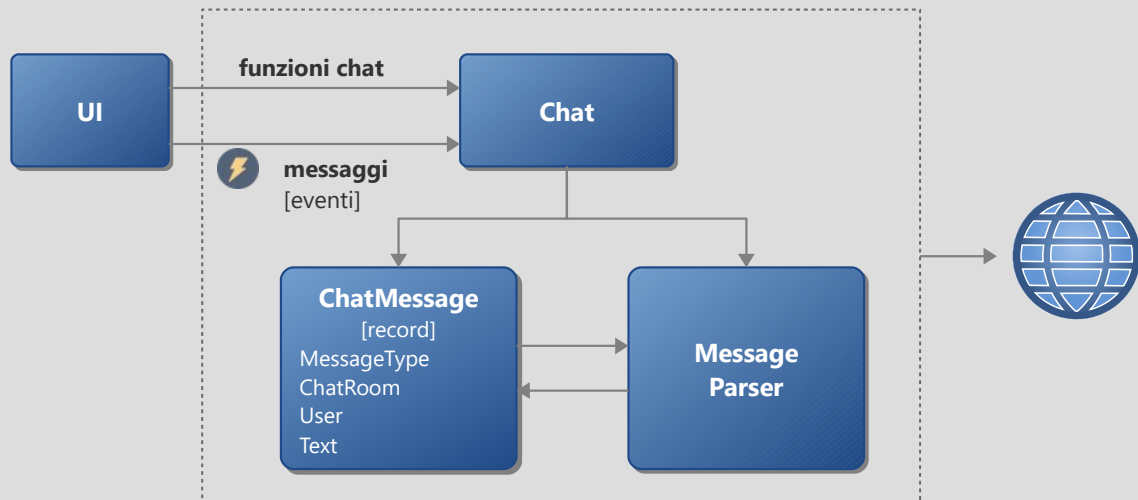 funzioni chat
UI
Chat
messaggi
[eventi]
ChatMessage
[record]
MessageType
ChatRoom
User
Text
Message
Parser